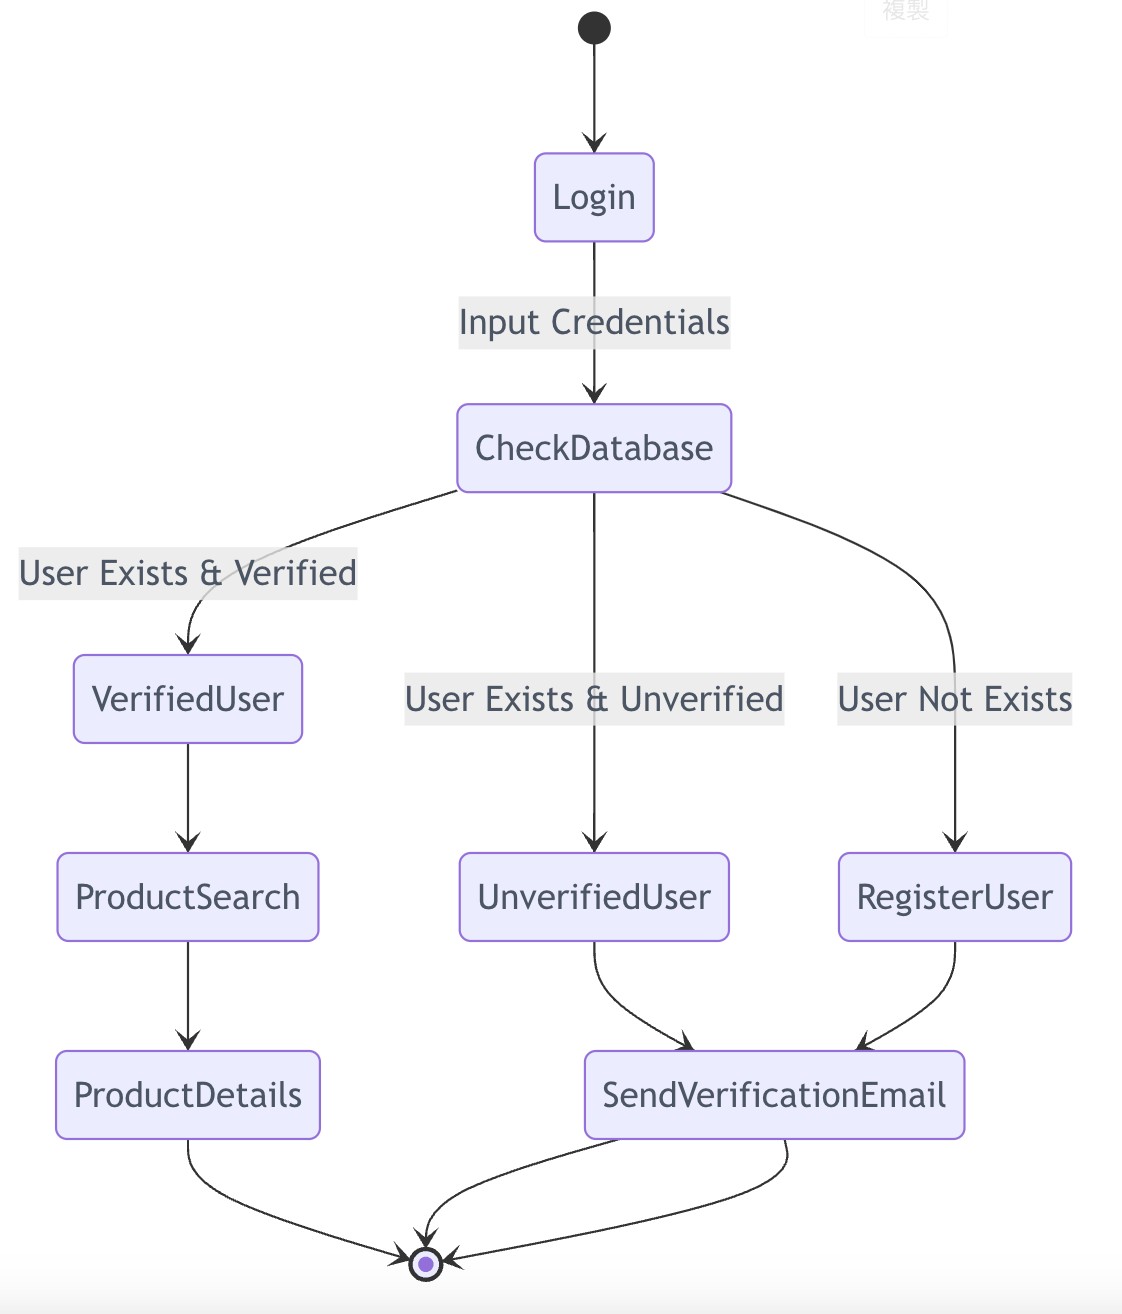 複製
Login
Input Credentials
CheckDatabase
User Exists & Verified
VerifiedUser
User Exists & Unverified
User Not Exists
ProductSearch
UnverifiedUser
RegisterUser
ProductDetails
SendVerificationEmail